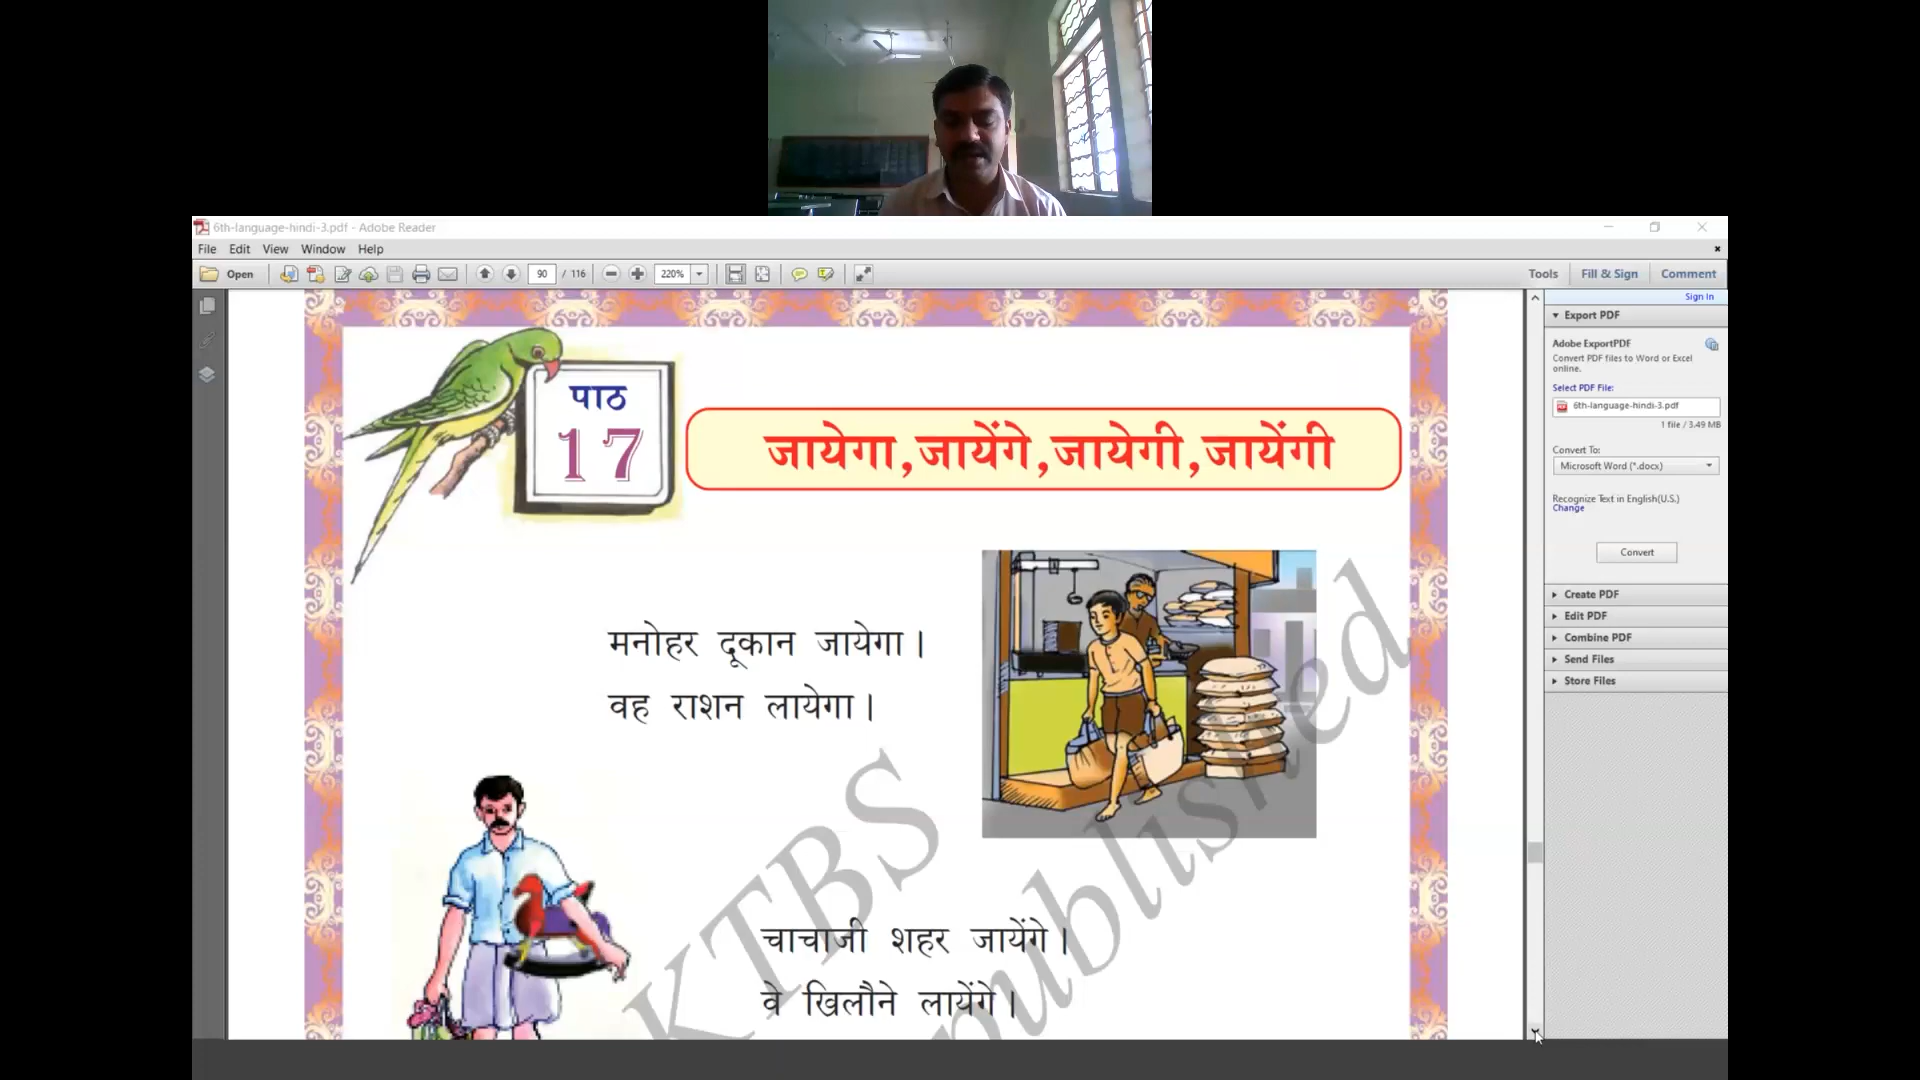 6th-language-hindi-3.pdf - Adobe Reader
File Edit View Window Help
Open 90 / 116 220% Tools Fill & Sign Comment
Sign In
Export PDF
Adobe ExportPDF
Convert PDF files to Word or Excel online.
Select PDF File:
6th-language-hindi-3.pdf
1 file / 3.49 MB
Convert To:
Microsoft Word (*.docx)
Recognize Text in English(U.S.)
Change
Convert
Create PDF
Edit PDF
Combine PDF
Send Files
Store Files
पाठ
17
जायेगा,जायेंगे,जायेगी,जायेंगी
मनोहर दूकान जायेगा।
वह राशन लायेगा।
चाचाजी शहर जायेंगे।
वे खिलौने लायेंगे।
KTBS
published